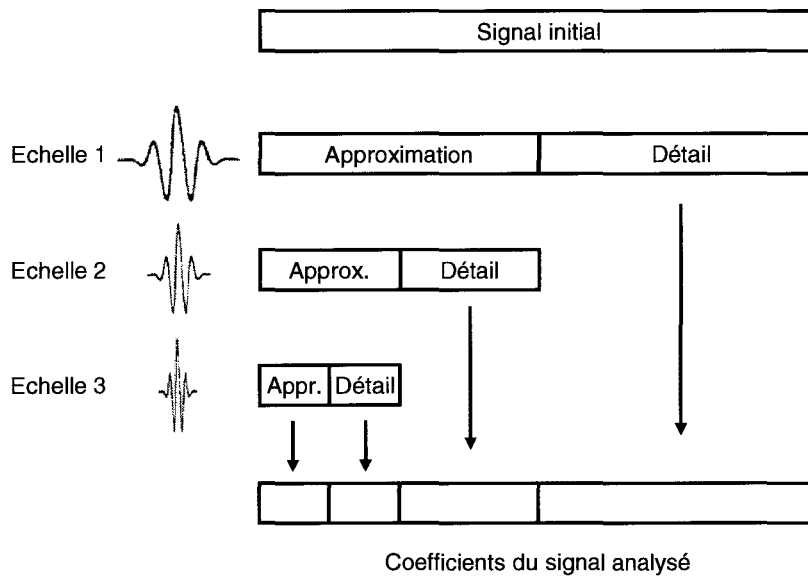 Signal initial
Echelle 1
Approximation
Détail
Echelle 2
Approx.
Détail
Echelle 3
Appr.
Détail
Coefficients du signal analysé